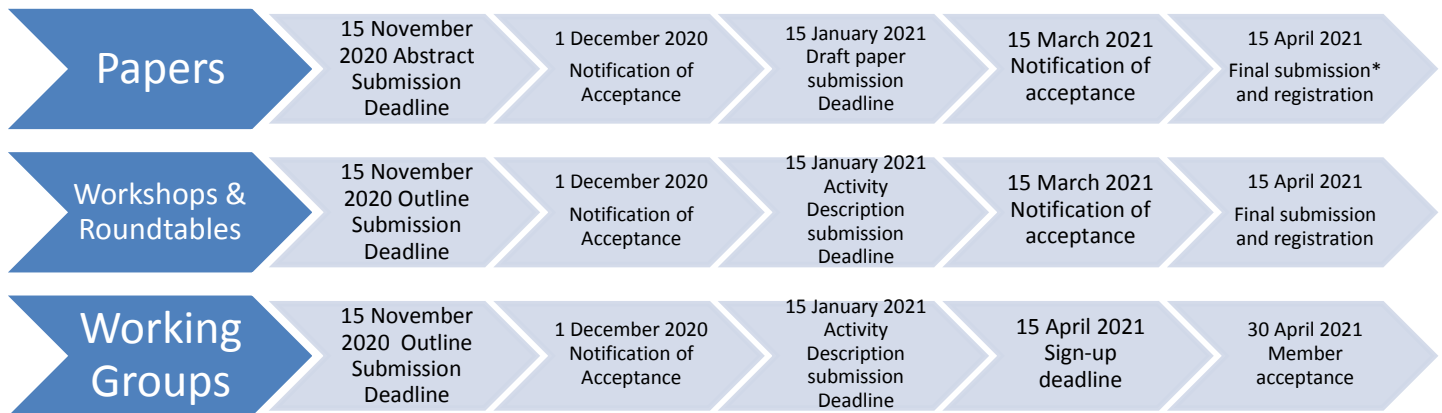 Papers
15 November
2020 Abstract
Submission
Deadline
1 December 2020
Notification of
Acceptance
15 January 2021
Draft paper
submission
Deadline
15 March 2021
Notification of
acceptance
15 April 2021
Final submission*
and registration
Workshops &
Roundtables
15 November
2020 Outline
Submission
Deadline
1 December 2020
Notification of
Acceptance
15 January 2021
Activity
Description
submission
Deadline
15 March 2021
Notification of
acceptance
15 April 2021
Final submission
and registration
Working
Groups
15 November
2020 Outline
Submission
Deadline
1 December 2020
Notification of
Acceptance
15 January 2021
Activity
Description
submission
Deadline
15 April 2021
Sign-up
deadline
30 April 2021
Member
acceptance